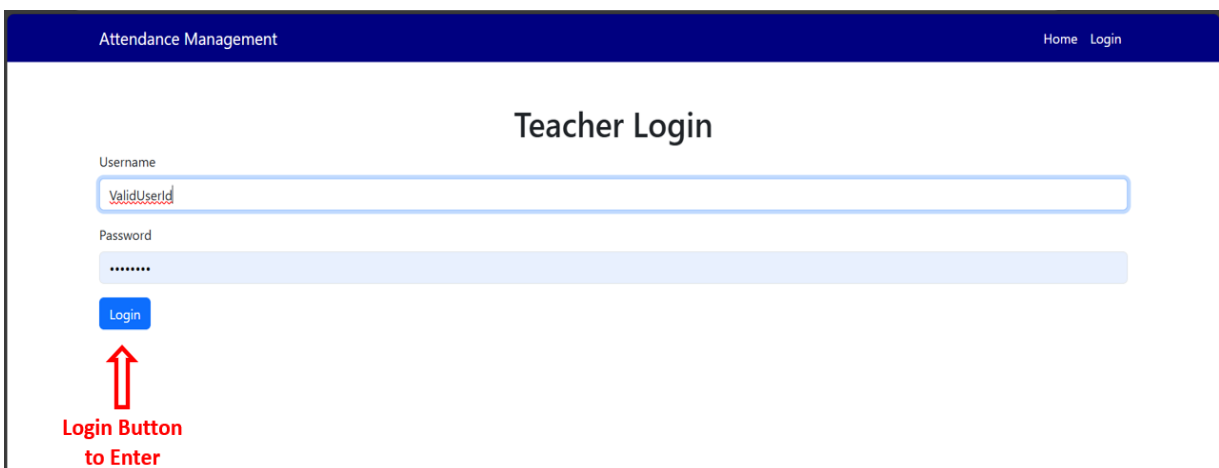 Attendance Management
Home Login
Teacher Login
Username
ValidUserId
Password
••••••••
Login
Login Button
to Enter